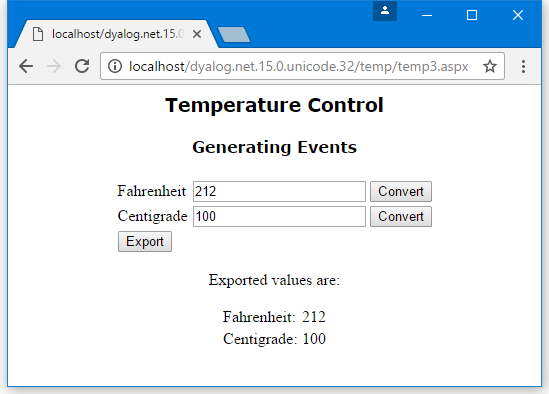 localhost/dyalog.net.15.0
localhost/dyalog.net.15.0.unicode.32/temp/temp3.aspx
Temperature Control
Generating Events
Fahrenheit 212 Convert
Centigrade 100 Convert
Export
Exported values are:
Fahrenheit: 212
Centigrade: 100